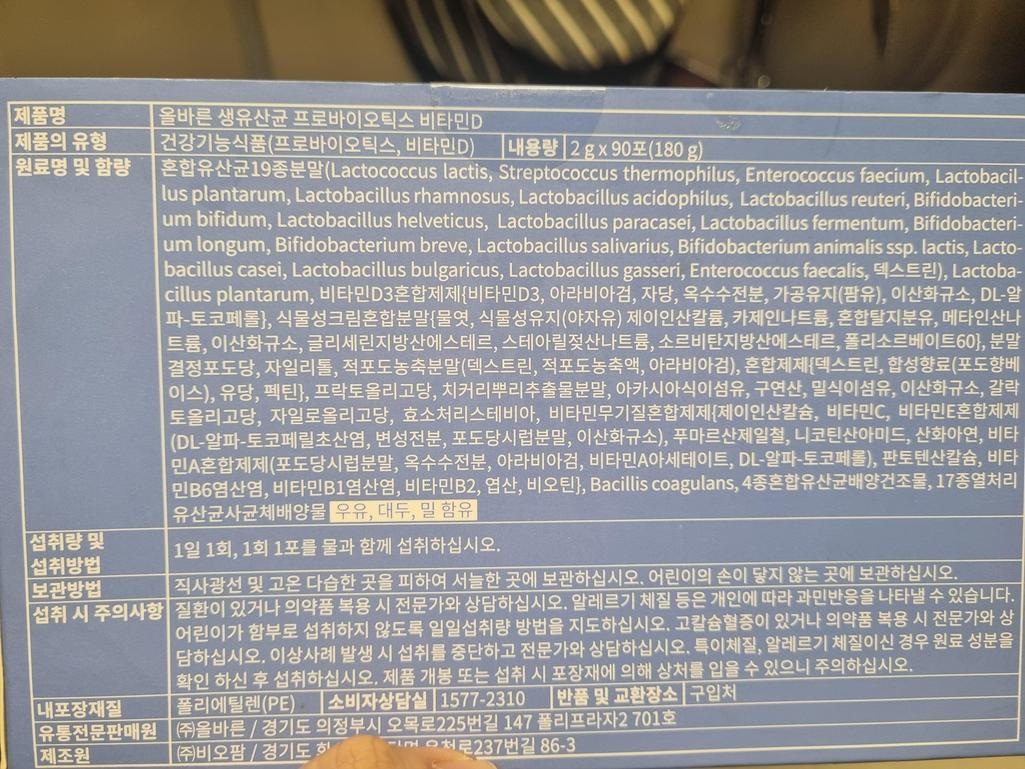 제품명 올바른 생유산균 프로바이오틱스 비타민D
제품의 유형 건강기능식품(프로바이오틱스, 비타민D) 내용량 2 g x 90포(180 g)
원료명 및 함량 혼합유산균19종분말(Lactococcus lactis, Streptococcus thermophilus, Enterococcus faecium, Lactobacil-
lus plantarum, Lactobacillus rhamnosus, Lactobacillus acidophilus, Lactobacillus reuteri, Bifidobacteri-
um bifidum, Lactobacillus helveticus, Lactobacillus paracasei, Lactobacillus fermentum, Bifidobacteri-
um longum, Bifidobacterium breve, Lactobacillus salivarius, Bifidobacterium animalis ssp. lactis, Lacto-
bacillus casei, Lactobacillus bulgaricus, Lactobacillus gasseri, Enterococcus faecalis, 덱스트린), Lactoba-
cillus plantarum, 비타민D3혼합제제{비타민D3, 아라비아검, 자당, 옥수수전분, 가공유지(팜유), 이산화규소, DL-알
파-토코페롤}, 식물성크림혼합분말{물엿, 식물성유지(야자유) 제이인산칼륨, 카제인나트륨, 혼합탈지분유, 메타인산나
트륨, 이산화규소, 글리세린지방산에스테르, 스테아릴젖산나트륨, 소르비탄지방산에스테르, 폴리소르베이트60}, 분말
결정포도당, 자일리톨, 적포도농축분말(덱스트린, 적포도농축액, 아라비아검), 혼합제제{덱스트린, 합성향료(포도향베
이스), 유당, 펙틴}, 프락토올리고당, 치커리뿌리추출물분말, 아카시아식이섬유, 구연산, 밀식이섬유, 이산화규소, 갈락
토올리고당, 자일로올리고당, 효소처리스테비아, 비타민무기질혼합제제{제이인산칼슘, 비타민C, 비타민E혼합제제
(DL-알파-토코페릴초산염, 변성전분, 포도당시럽분말, 이산화규소), 푸마르산제일철, 니코틴산아미드, 산화아연, 비타
민A혼합제제(포도당시럽분말, 옥수수전분, 아라비아검, 비타민A아세테이트, DL-알파-토코페롤), 판토텐산칼슘, 비타
민B6염산염, 비타민B1염산염, 비타민B2, 엽산, 비오틴}, Bacillis coagulans, 4종혼합유산균배양건조물, 17종열처리
유산균사균체배양물 우유, 대두, 밀 함유
섭취량 및
섭취방법 1일 1회, 1회 1포를 물과 함께 섭취하십시오.
보관방법 직사광선 및 고온 다습한 곳을 피하여 서늘한 곳에 보관하십시오. 어린이의 손이 닿지 않는 곳에 보관하십시오.
섭취 시 주의사항 질환이 있거나 의약품 복용 시 전문가와 상담하십시오. 알레르기 체질 등은 개인에 따라 과민반응을 나타낼 수 있습니다.
어린이가 함부로 섭취하지 않도록 일일섭취량 방법을 지도하십시오. 고칼슘혈증이 있거나 의약품 복용 시 전문가와 상
담하십시오. 이상사례 발생 시 섭취를 중단하고 전문가와 상담하십시오. 특이체질, 알레르기 체질이신 경우 원료 성분을
확인 하신 후 섭취하십시오. 제품 개봉 또는 섭취 시 포장재에 의해 상처를 입을 수 있으니 주의하십시오.
내포장재질 폴리에틸렌(PE) 소비자상담실 1577-2310 반품 및 교환장소 구입처
유통전문판매원 ㈜올바른 / 경기도 의정부시 오목로225번길 147 폴리프라자2 701호
제조원 ㈜비오팜 / 경기도 237번길 86-3